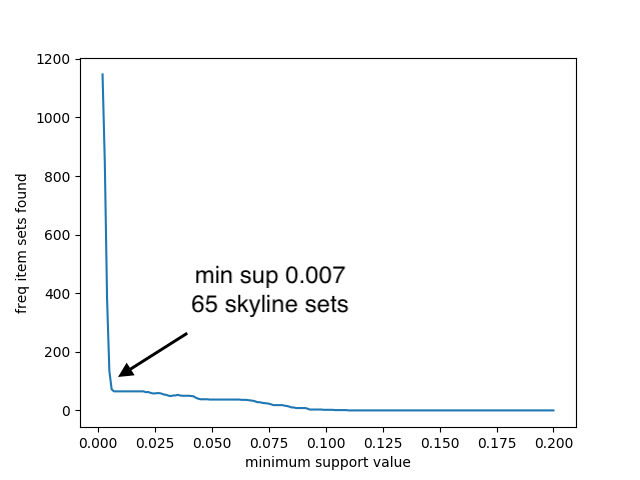 1200
1000
800
600
400
200
0
freq item sets found
min sup 0.007
65 skyline sets
0.000 0.025 0.050 0.075 0.100 0.125 0.150 0.175 0.200
minimum support value